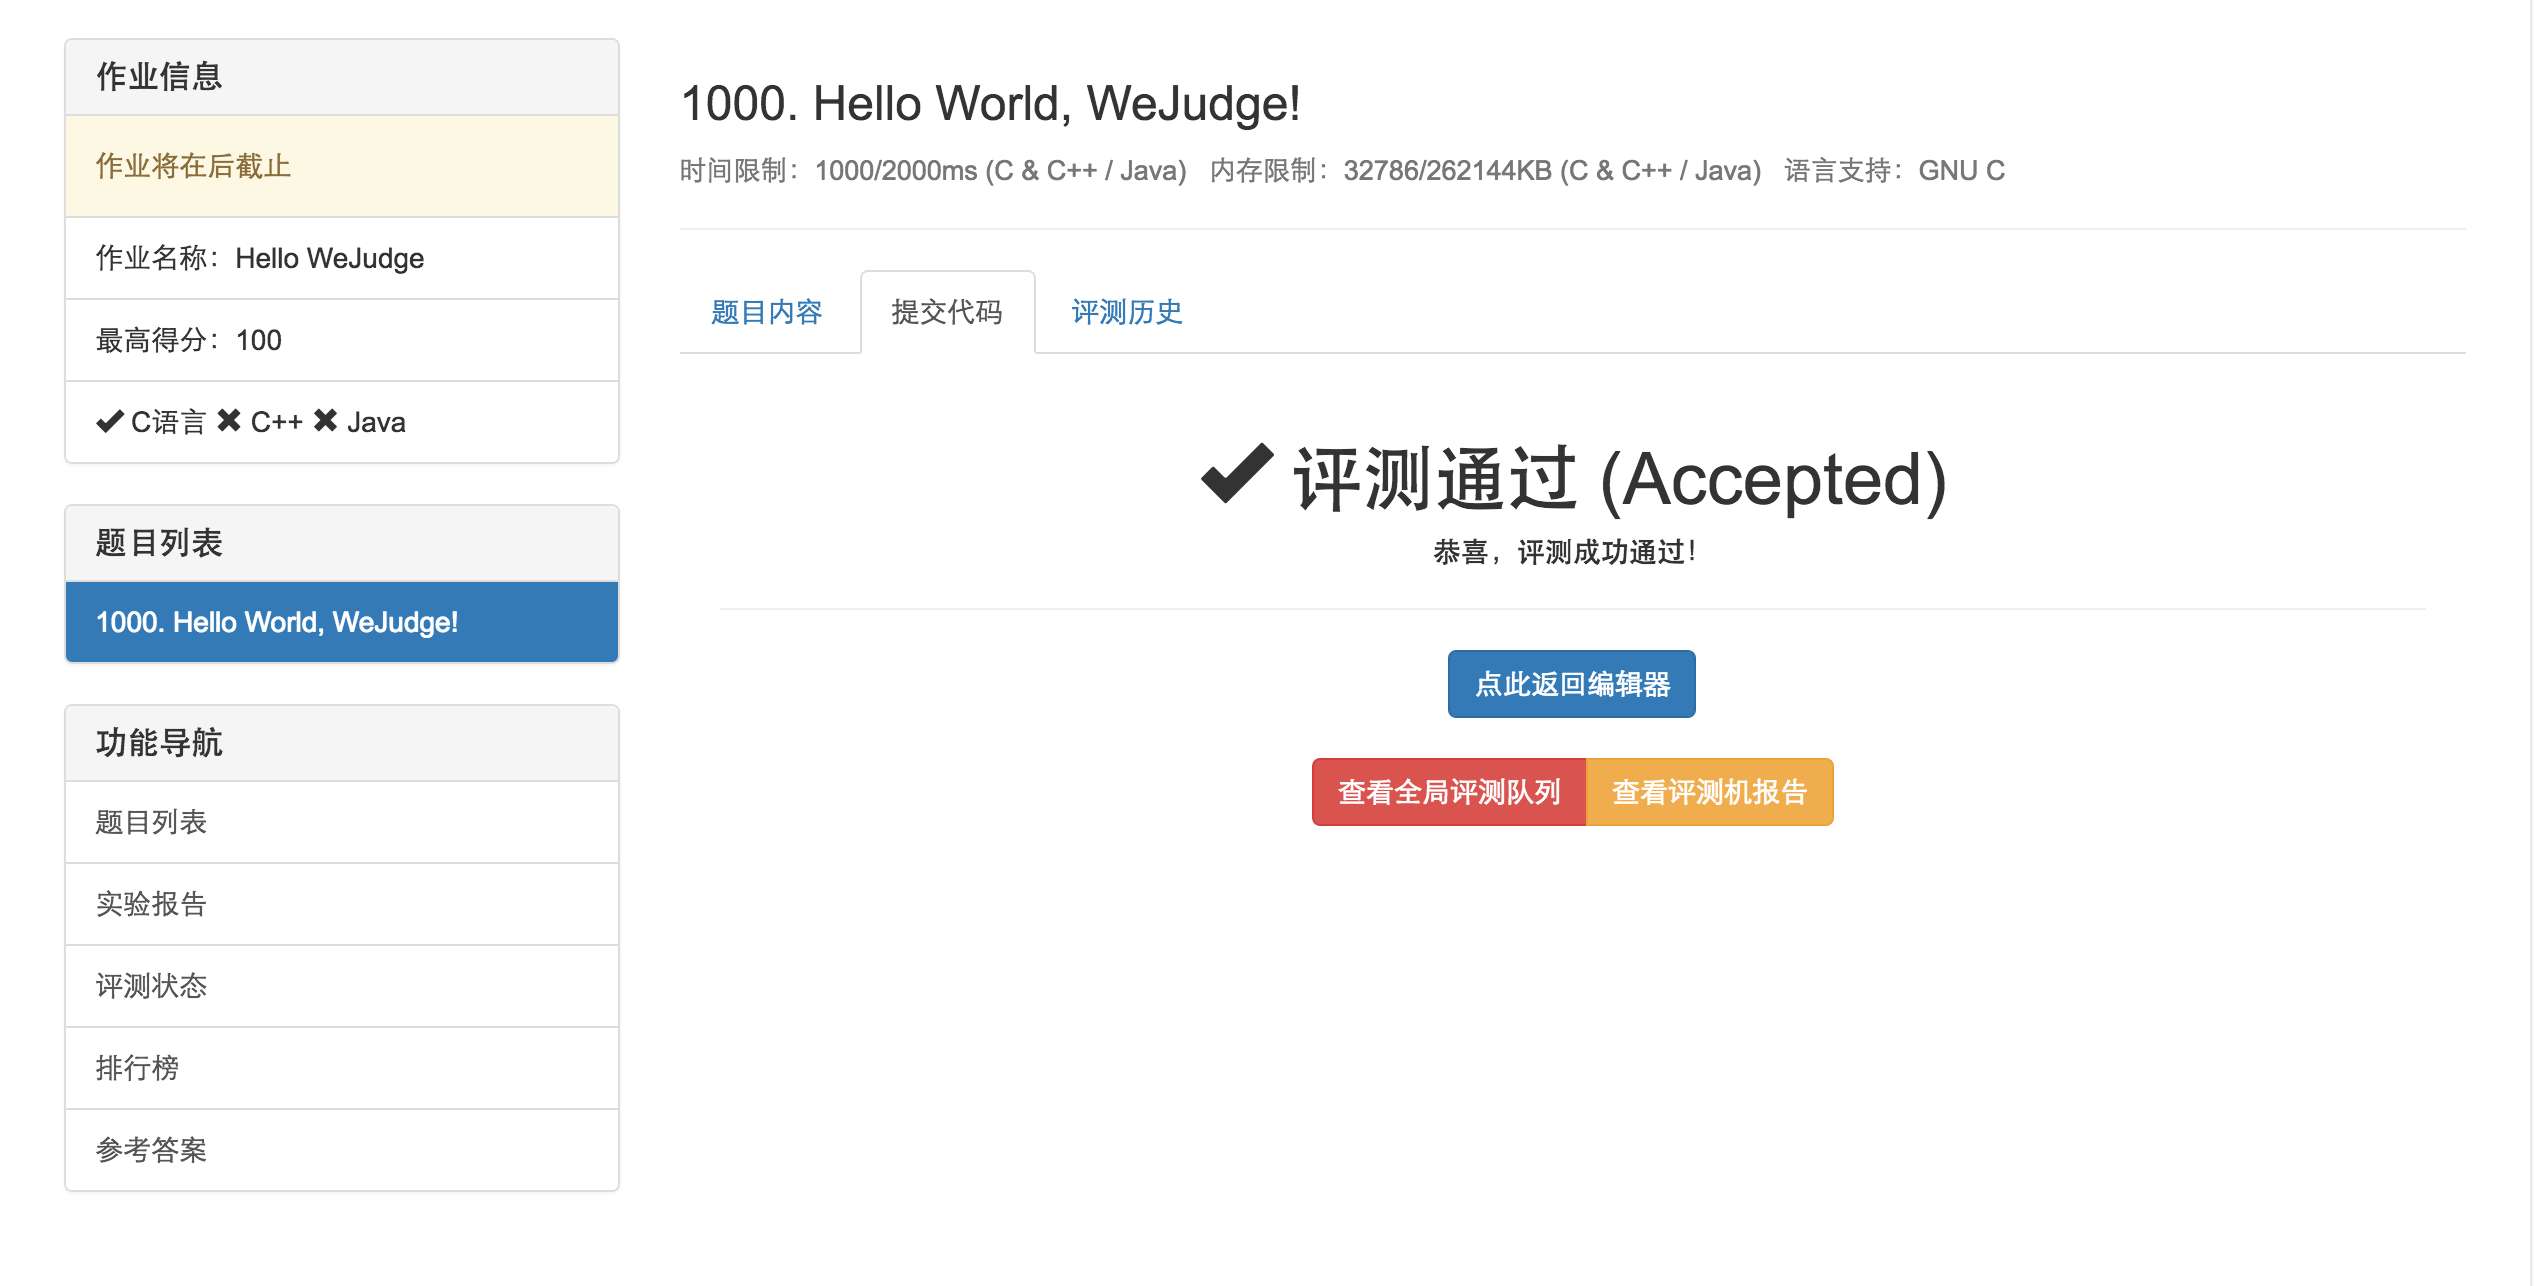 作业信息
作业将在后截止
作业名称：Hello WeJudge
最高得分：100
✔ C语言 ✖ C++ ✖ Java
题目列表
1000. Hello World, WeJudge!
功能导航
题目列表
实验报告
评测状态
排行榜
参考答案
1000. Hello World, WeJudge!
时间限制：1000/2000ms (C & C++ / Java) 内存限制：32786/262144KB (C & C++ / Java) 语言支持：GNU C
题目内容 提交代码 评测历史
✔ 评测通过 (Accepted)
恭喜，评测成功通过！
点此返回编辑器
查看全局评测队列 查看评测机报告